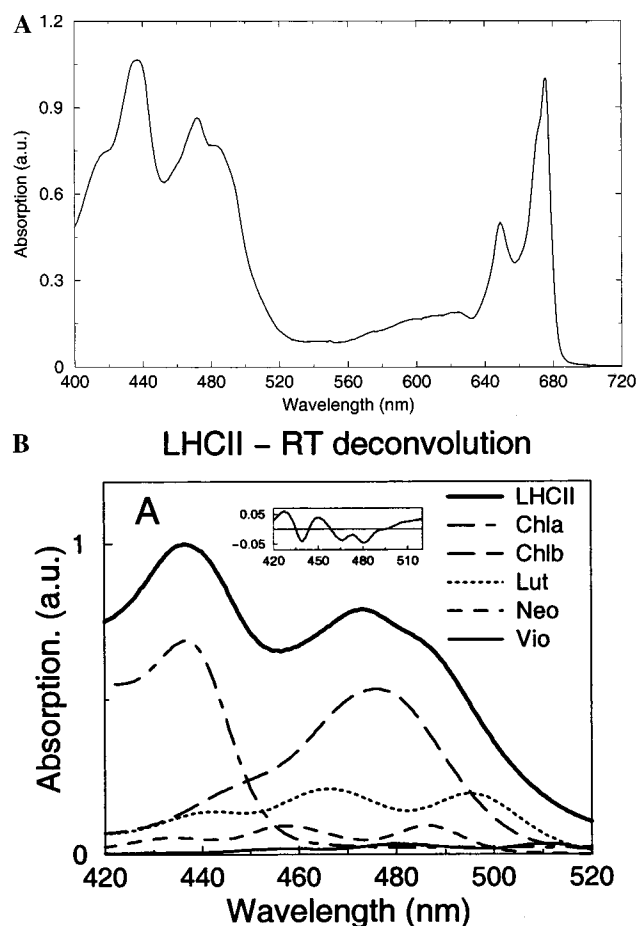 A
1.2
0.9
0.6
0.3
0
Absorption (a.u.)
400 440 480 520 560 600 640 680 720
Wavelength (nm)
B
LHCII – RT deconvolution
A
0.05
−0.05
420 450 480 510
LHCII
Chla
Chlb
Lut
Neo
Vio
1
0
Absorption. (a.u.)
420 440 460 480 500 520
Wavelength (nm)